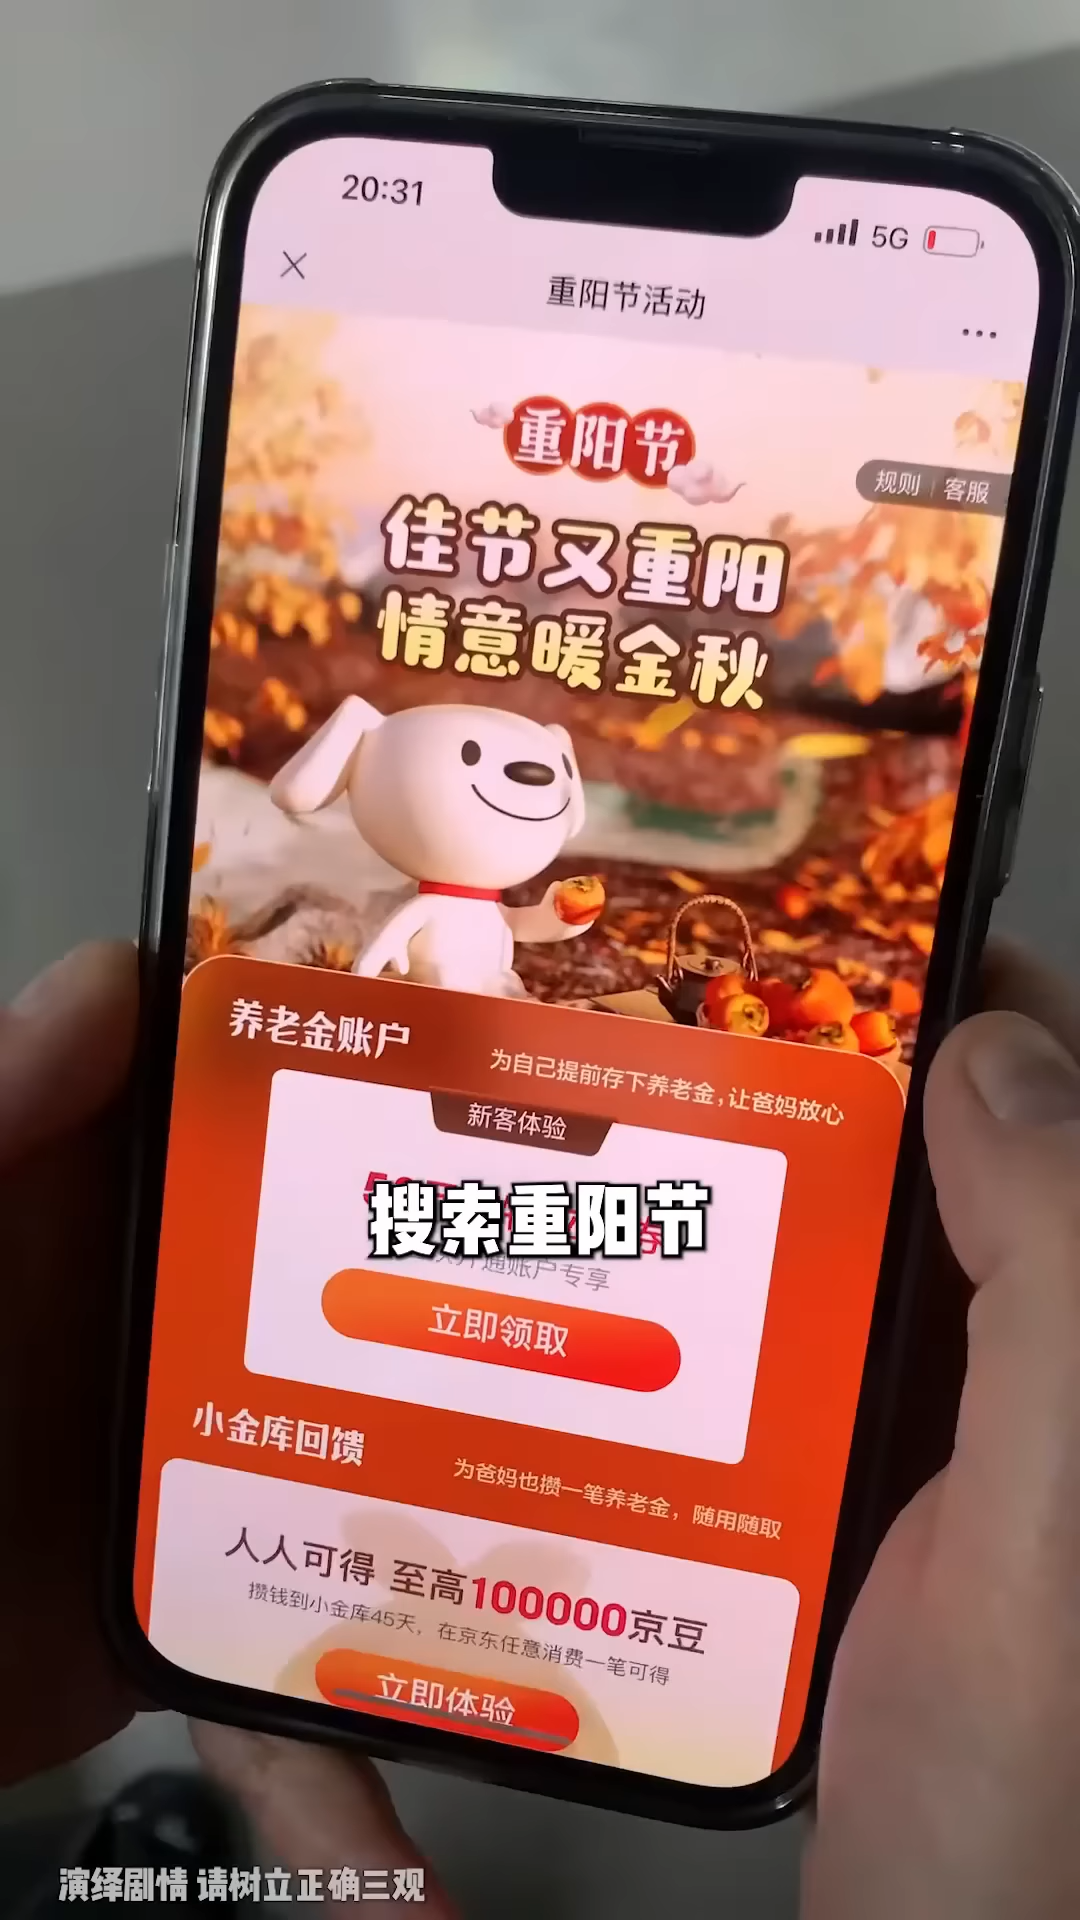 20:31
5G
重阳节活动
重阳节
规则 | 客服
佳节又重阳
情意暖金秋
养老金账户
为自己提前存下养老金,让爸妈放心
新客体验
搜索重阳节
通账户专享
立即领取
小金库回馈
为爸妈也攒一笔养老金，随用随取
人人可得 至高100000京豆
攒钱到小金库45天，在京东任意消费一笔可得
立即体验
演绎剧情 请树立正确三观